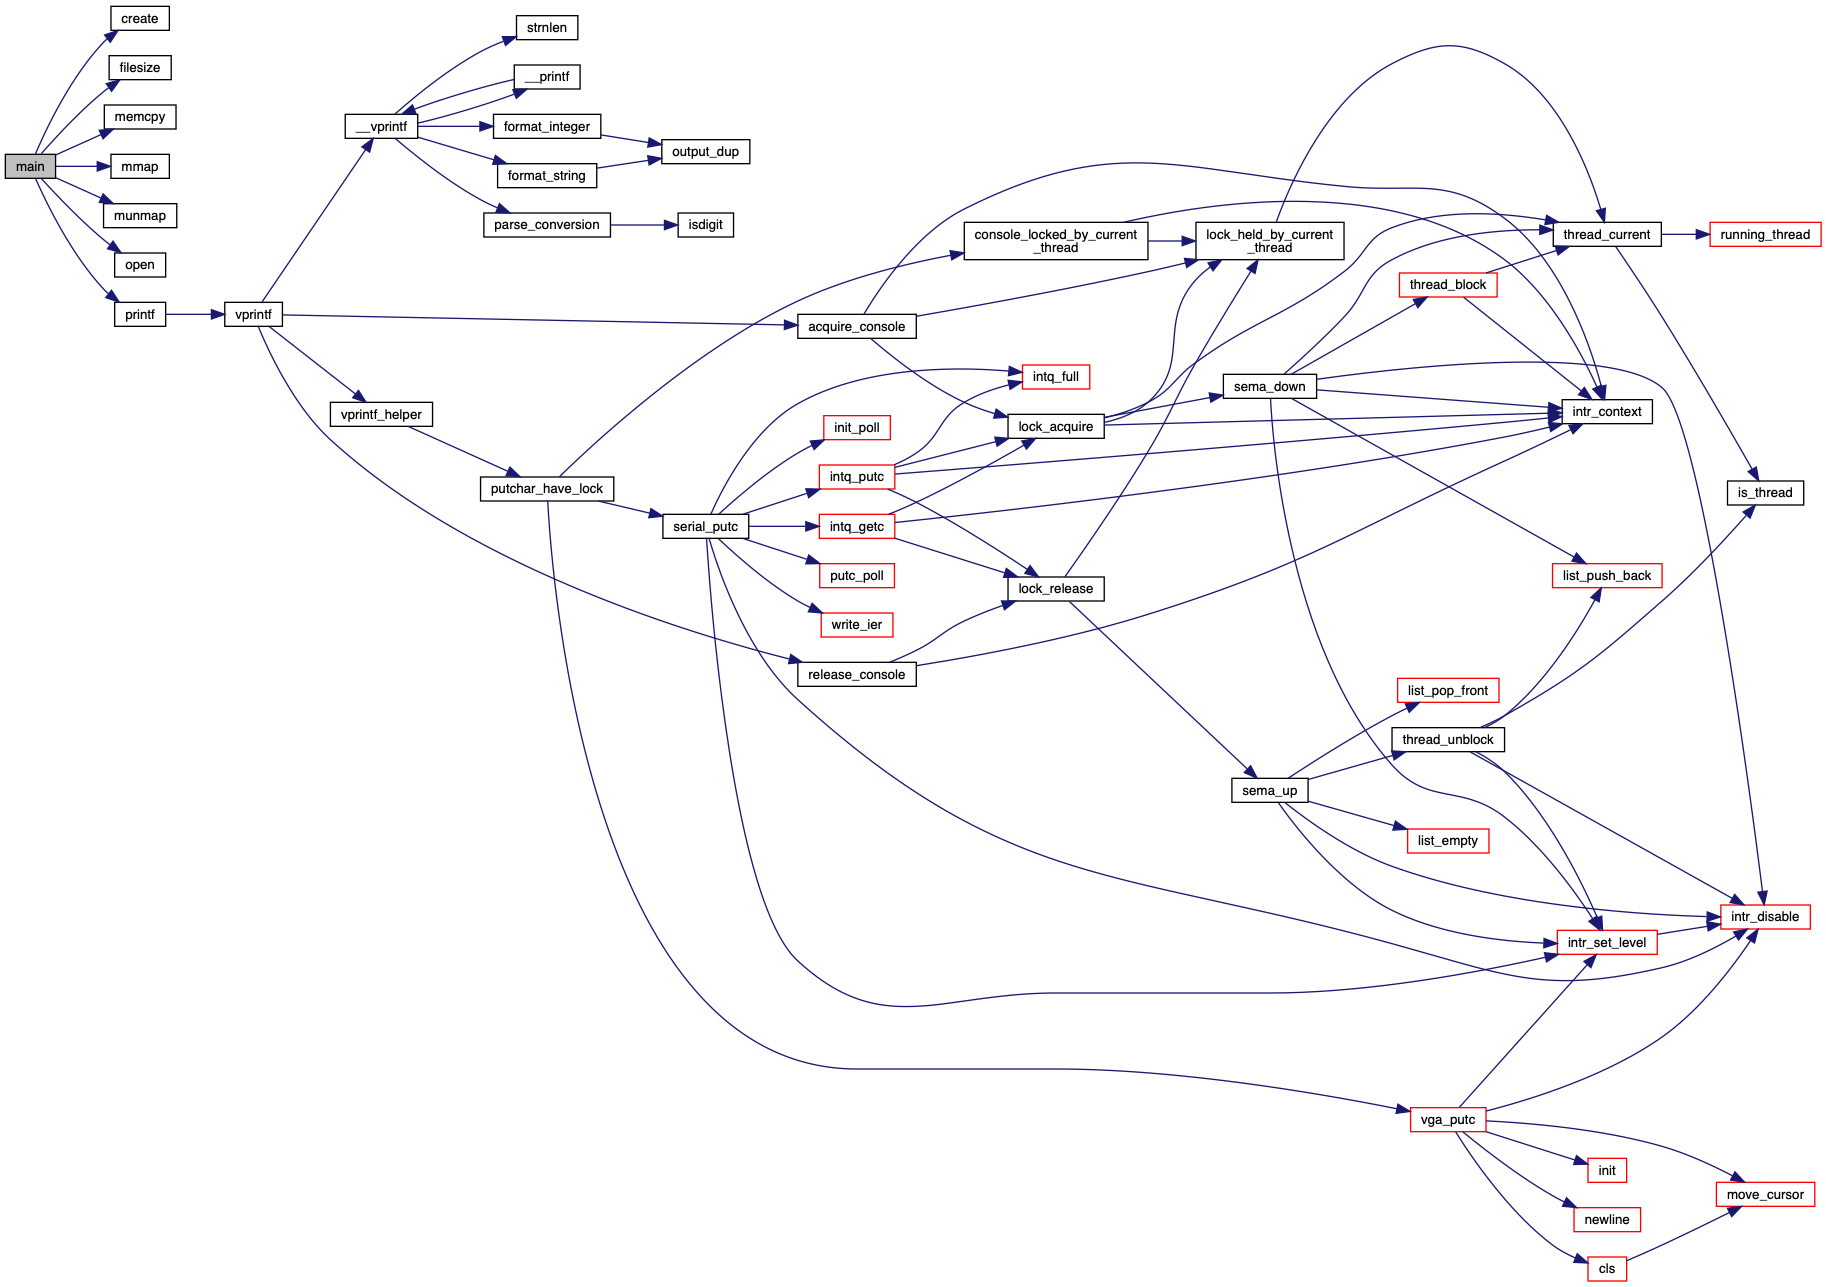 main
create
filesize
memcpy
mmap
munmap
open
printf
vprintf
__vprintf
strnlen
__printf
format_integer
format_string
parse_conversion
output_dup
isdigit
vprintf_helper
putchar_have_lock
serial_putc
acquire_console
init_poll
intq_putc
intq_getc
putc_poll
write_ier
release_console
console_locked_by_current
_thread
intq_full
lock_acquire
lock_release
lock_held_by_current
_thread
sema_down
sema_up
thread_block
list_pop_front
thread_unblock
list_empty
vga_putc
thread_current
intr_context
list_push_back
intr_set_level
init
newline
cls
running_thread
is_thread
intr_disable
move_cursor